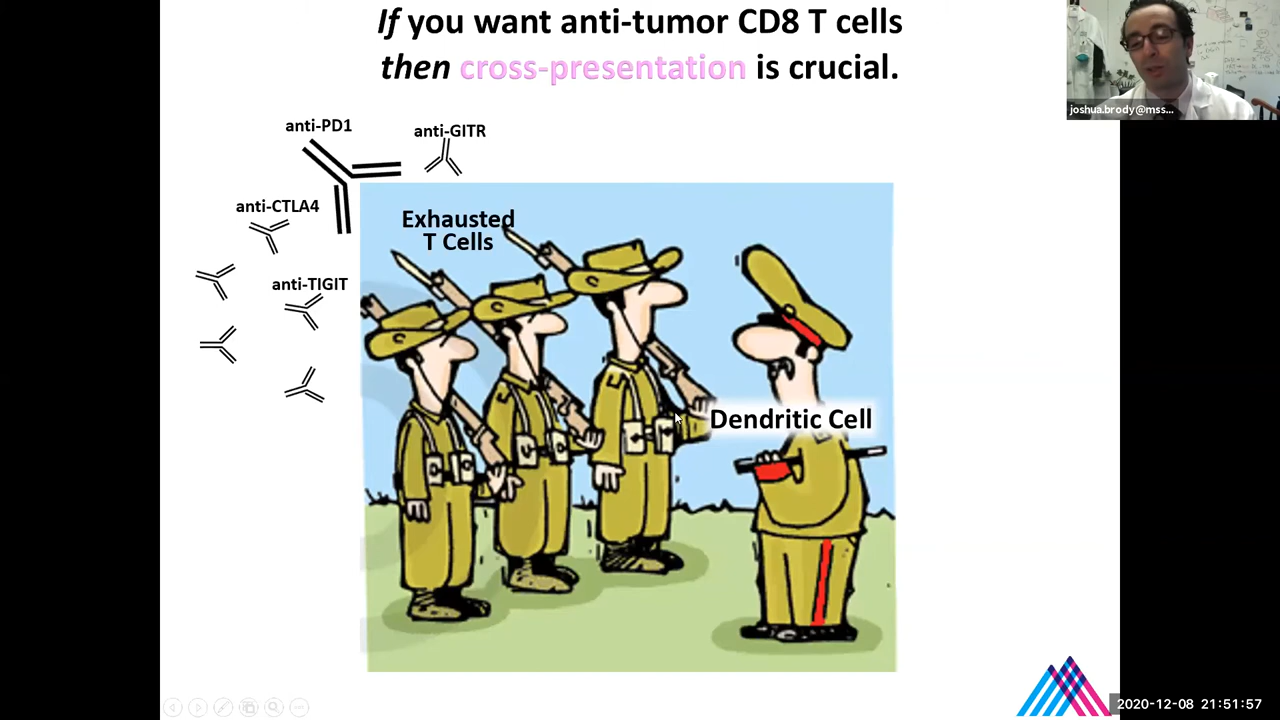 If you want anti-tumor CD8 T cells
then cross-presentation is crucial.
joshua.brody@mss...
anti-PD1
anti-GITR
anti-CTLA4
Exhausted
T Cells
anti-TIGIT
Dendritic Cell
2020-12-08 21:51:57